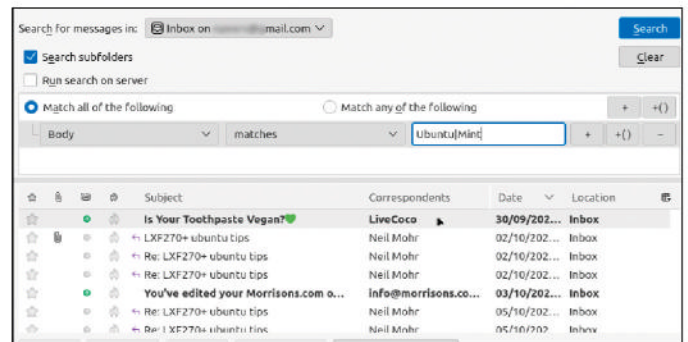 Search for messages in: Inbox on mail.com
Search
Search subfolders
Clear
Run search on server
Match all of the following Match any of the following + +()
Body matches Ubuntu|Mint + +() -
Subject Correspondents Date Location
Is Your Toothpaste Vegan?💚 LiveCoco 30/09/202... Inbox
LXF270+ ubuntu tips Neil Mohr 02/10/202... Inbox
Re: LXF270+ ubuntu tips Neil Mohr 02/10/202... Inbox
Re: LXF270+ ubuntu tips Neil Mohr 02/10/202... Inbox
You've edited your Morrisons.com o... info@morrisons.co... 03/10/202... Inbox
Re: LXF270+ ubuntu tips Neil Mohr 05/10/202... Inbox
Re: LXF270+ ubuntu tips Neil Mohr 05/10/202... Inbox